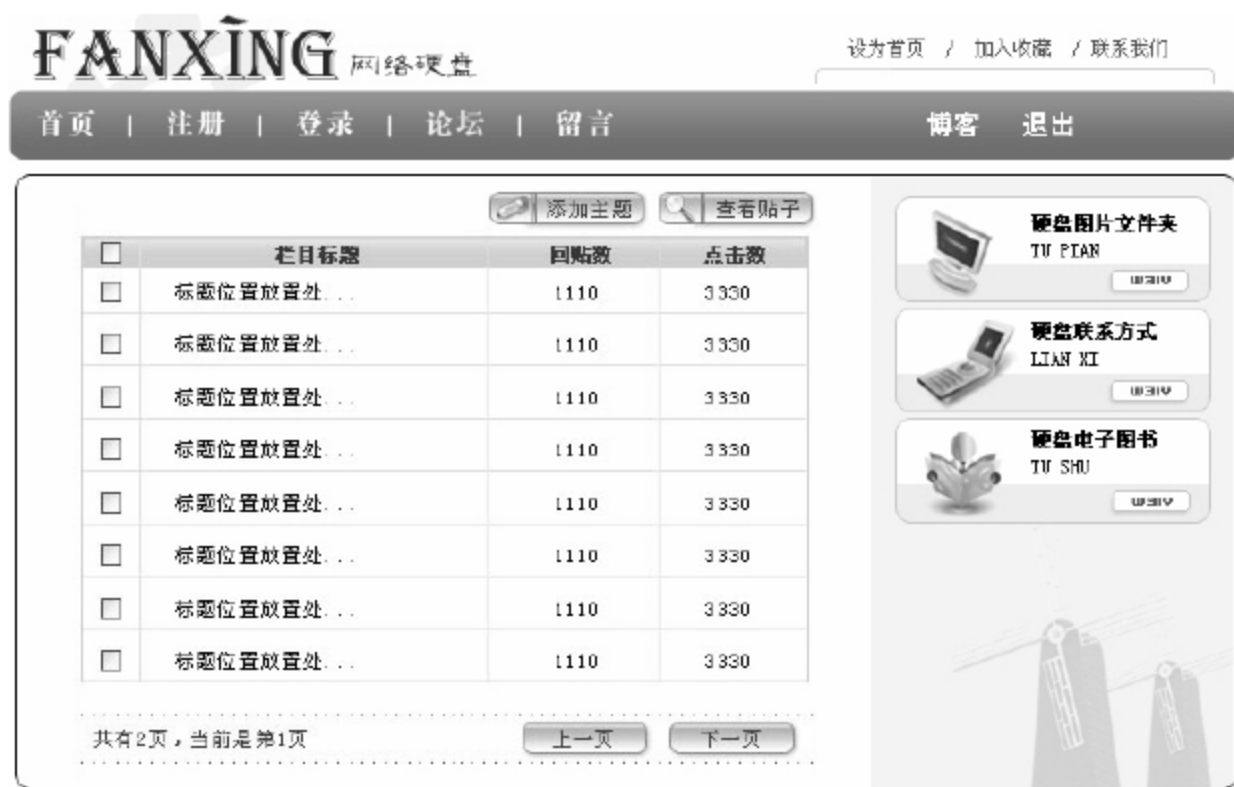 FANXING 网络硬盘
设为首页 / 加入收藏 / 联系我们
首页 | 注册 | 登录 | 论坛 | 留言 博客 退出
添加主题 查看贴子
栏目标题 回贴数 点击数
标题位置放置处... 1110 3330
标题位置放置处... 1110 3330
标题位置放置处... 1110 3330
标题位置放置处... 1110 3330
标题位置放置处... 1110 3330
标题位置放置处... 1110 3330
标题位置放置处... 1110 3330
标题位置放置处... 1110 3330
共有2页，当前是第1页 上一页 下一页
硬盘图片文件夹
TU PIAN
VIEW
硬盘联系方式
LIAN XI
VIEW
硬盘电子图书
TU SHU
VIEW